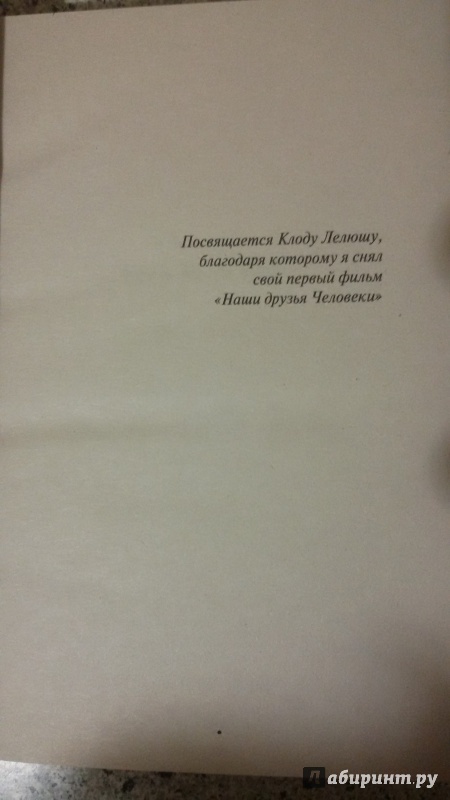 Посвящается Клоду Лелюшу,
благодаря которому я снял
свой первый фильм
«Наши друзья Человеки»
Лабиринт.ру